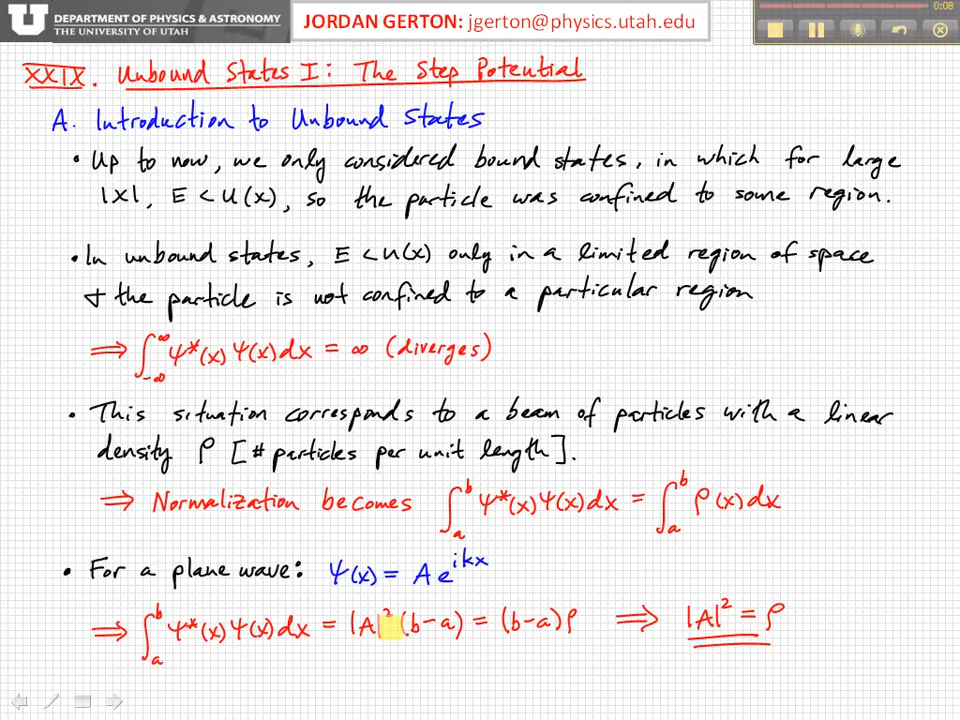 U DEPARTMENT OF PHYSICS & ASTRONOMY
THE UNIVERSITY OF UTAH
JORDAN GERTON: jgerton@physics.utah.edu
0:08
XXIX. Unbound States I: The Step Potential
A. Introduction to Unbound States
• Up to now, we only considered bound states, in which for large
|x|, E < U(x), so the particle was confined to some region.
• In unbound states, E < U(x) only in a limited region of space
+ the particle is not confined to a particular region
⟹ ∫_{-∞}^{∞} ψ*(x) ψ(x) dx = ∞ (diverges)
• This situation corresponds to a beam of particles with a linear
density ρ [# particles per unit length].
⟹ Normalization becomes ∫_a^b ψ*(x) ψ(x) dx = ∫_a^b ρ(x) dx
• For a plane wave: ψ(x) = A e^{ikx}
⟹ ∫_a^b ψ*(x) ψ(x) dx = |A|² (b-a) = (b-a) ρ ⟹ |A|² = ρ